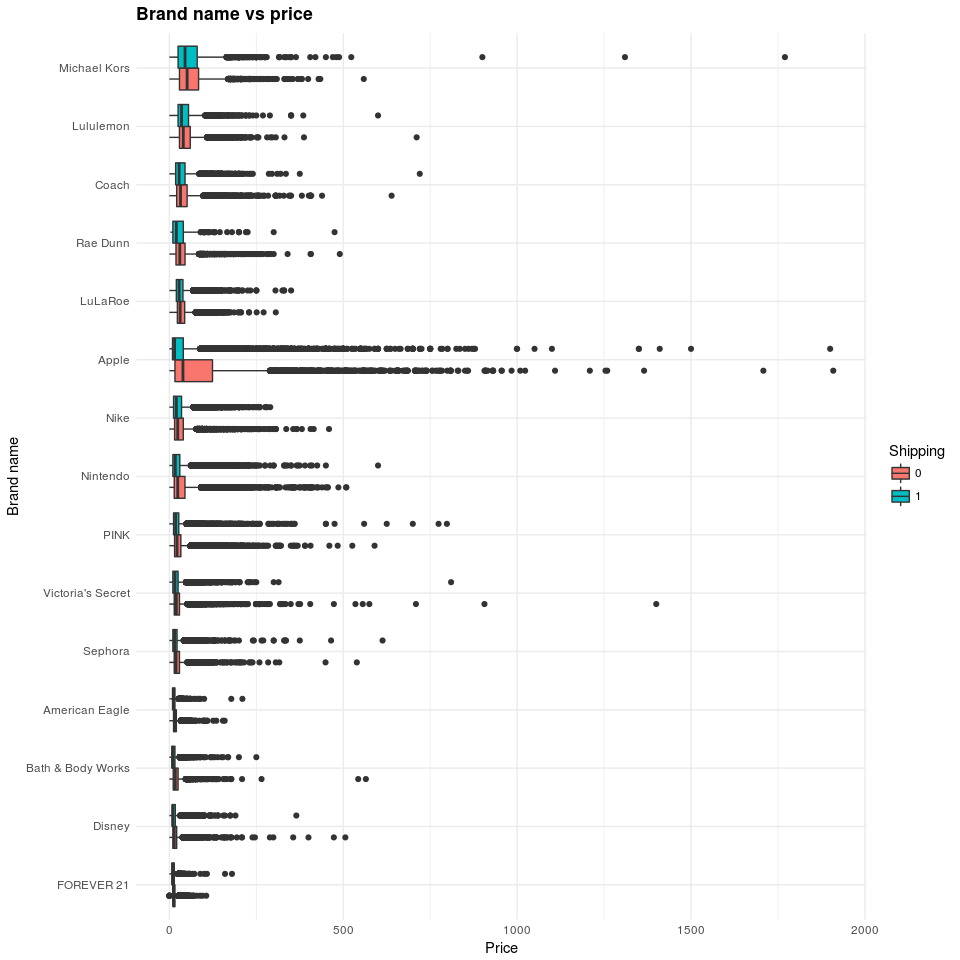 Brand name vs price
Michael Kors
Lululemon
Coach
Rae Dunn
LuLaRoe
Apple
Nike
Nintendo
PINK
Victoria's Secret
Sephora
American Eagle
Bath & Body Works
Disney
FOREVER 21
Brand name
0 500 1000 1500 2000
Price
Shipping
0
1